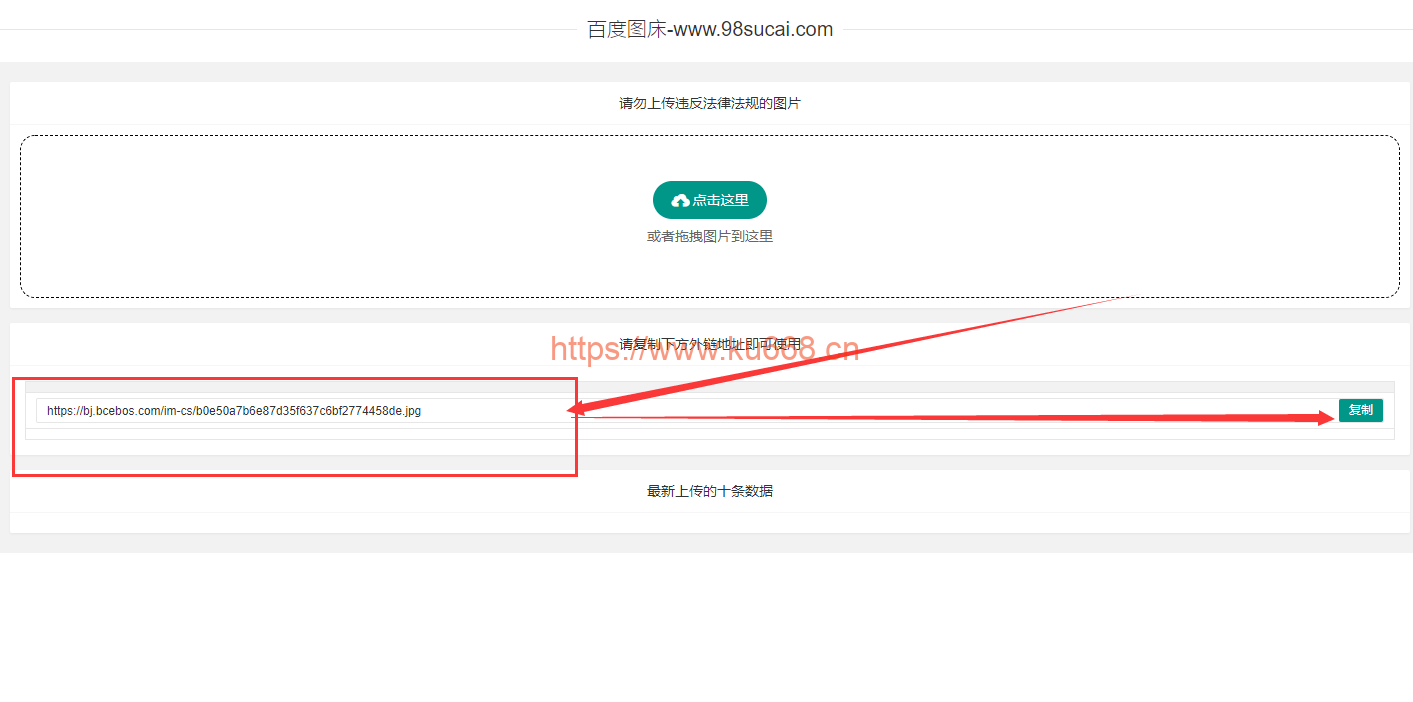 百度图床-www.98sucai.com
请勿上传违反法律法规的图片
点击这里
或者拖拽图片到这里
请复制下方外链地址即可使用
https://www.ku668.cn
https://bj.bcebos.com/im-cs/b0e50a7b6e87d35f637c6bf2774458de.jpg
复制
最新上传的十条数据